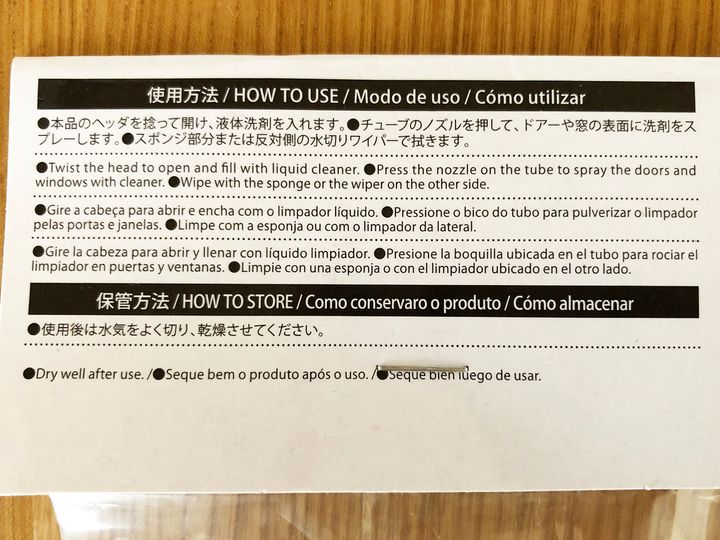 使用方法 / HOW TO USE / Modo de uso / Cómo utilizar
●本品のヘッダを捻って開け、液体洗剤を入れます。●チューブのノズルを押して、ドアーや窓の表面に洗剤をス
プレーします。●スポンジ部分または反対側の水切りワイパーで拭きます。
●Twist the head to open and fill with liquid cleaner. ●Press the nozzle on the tube to spray the doors and
windows with cleaner. ●Wipe with the sponge or the wiper on the other side.
●Gire a cabeça para abrir e encha com o limpador líquido. ●Pressione o bico do tubo para pulverizar o limpador
pelas portas e janelas. ●Limpe com a esponja ou com o limpador da lateral.
●Gire la cabeza para abrir y llenar con líquido limpiador. ●Presione la boquilla ubicada en el tubo para rociar el
limpiador en puertas y ventanas. ●Limpie con una esponja o con el limpiador ubicado en el otro lado.
保管方法 / HOW TO STORE / Como conservaro o produto / Cómo almacenar
●使用後は水気をよく切り、乾燥させてください。
●Dry well after use. /●Seque bem o produto após o uso. /●Seque bien luego de usar.